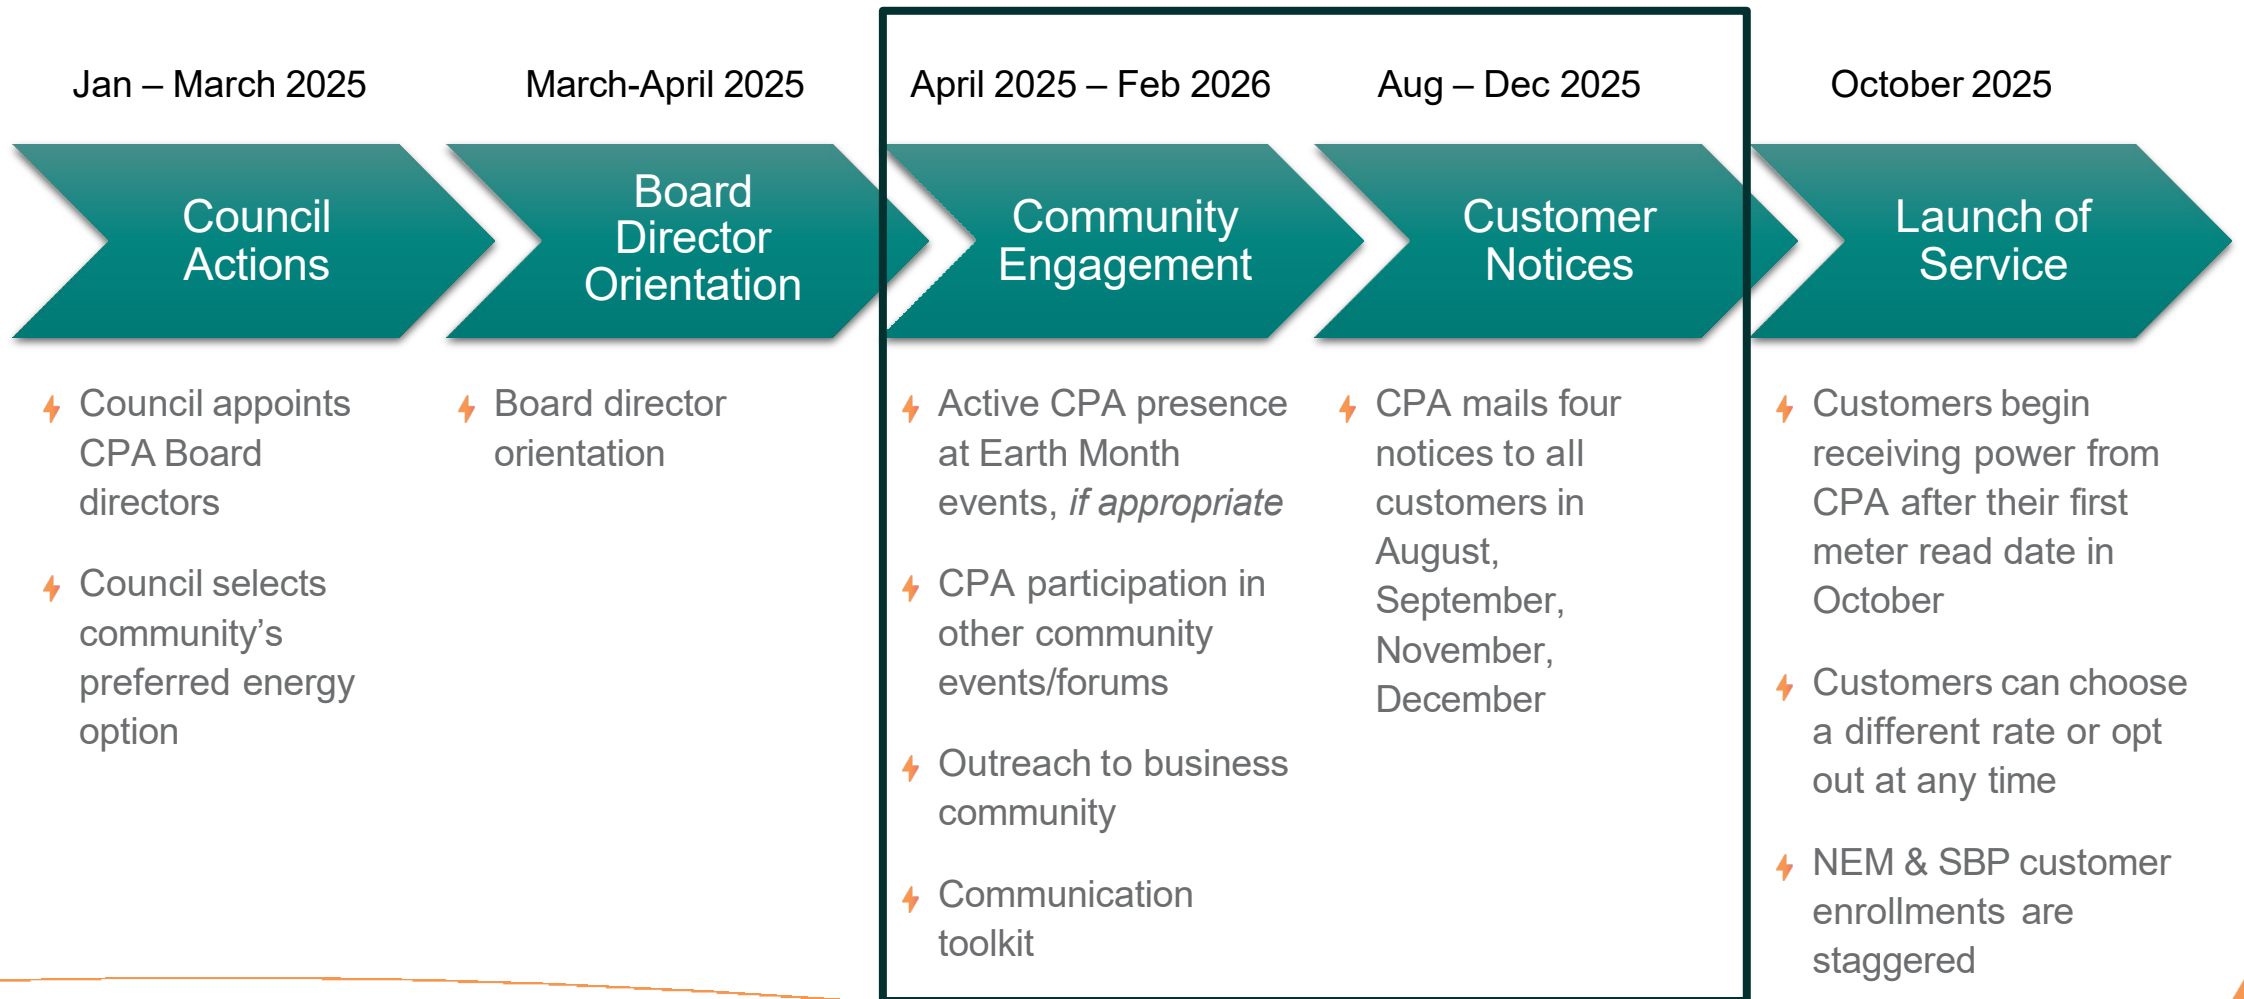 Jan – March 2025
March-April 2025
April 2025 – Feb 2026
Aug – Dec 2025
October 2025
Council
Actions
Board
Director
Orientation
Community
Engagement
Customer
Notices
Launch of
Service
Council appoints
CPA Board
directors
Council selects
community’s
preferred energy
option
Board director
orientation
Active CPA presence
at Earth Month
events, if appropriate
CPA participation in
other community
events/forums
Outreach to business
community
Communication
toolkit
CPA mails four
notices to all
customers in
August,
September,
November,
December
Customers begin
receiving power from
CPA after their first
meter read date in
October
Customers can choose
a different rate or opt
out at any time
NEM & SBP customer
enrollments are
staggered